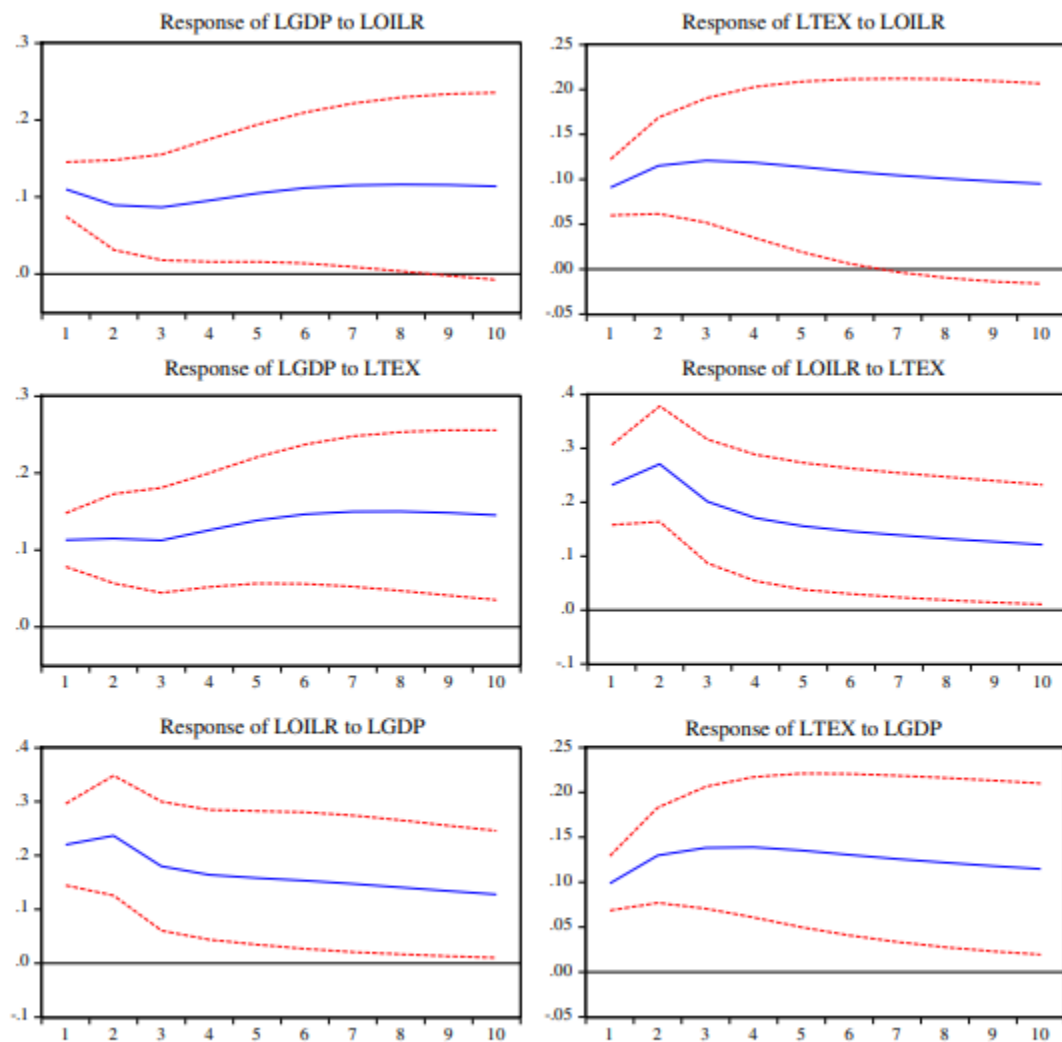 Response of LGDP to LOILR
.3
.2
.1
.0
1 2 3 4 5 6 7 8 9 10
Response of LTEX to LOILR
.25
.20
.15
.10
.05
.00
-.05
1 2 3 4 5 6 7 8 9 10
Response of LGDP to LTEX
.3
.2
.1
.0
1 2 3 4 5 6 7 8 9 10
Response of LOILR to LTEX
.4
.3
.2
.1
.0
-.1
1 2 3 4 5 6 7 8 9 10
Response of LOILR to LGDP
.4
.3
.2
.1
.0
-.1
1 2 3 4 5 6 7 8 9 10
Response of LTEX to LGDP
.25
.20
.15
.10
.05
.00
-.05
1 2 3 4 5 6 7 8 9 10